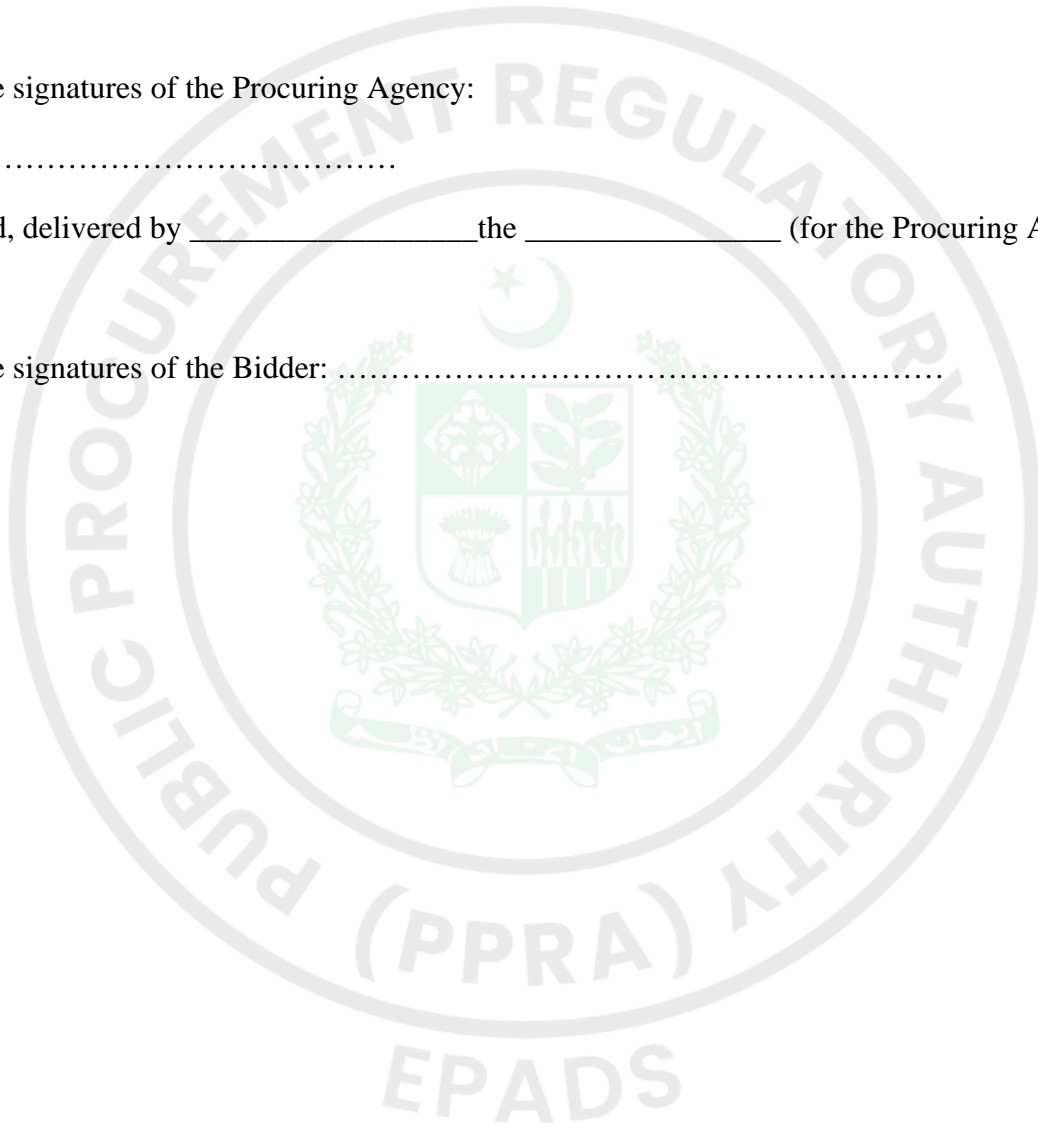 e signatures of the Procuring Agency:
……………………………………
d, delivered by __________________the ________________ (for the Procuring A
e signatures of the Bidder: …………………………………………………
PUBLIC PROCUREMENT REGULATORY AUTHORITY
(PPRA)
EPADS